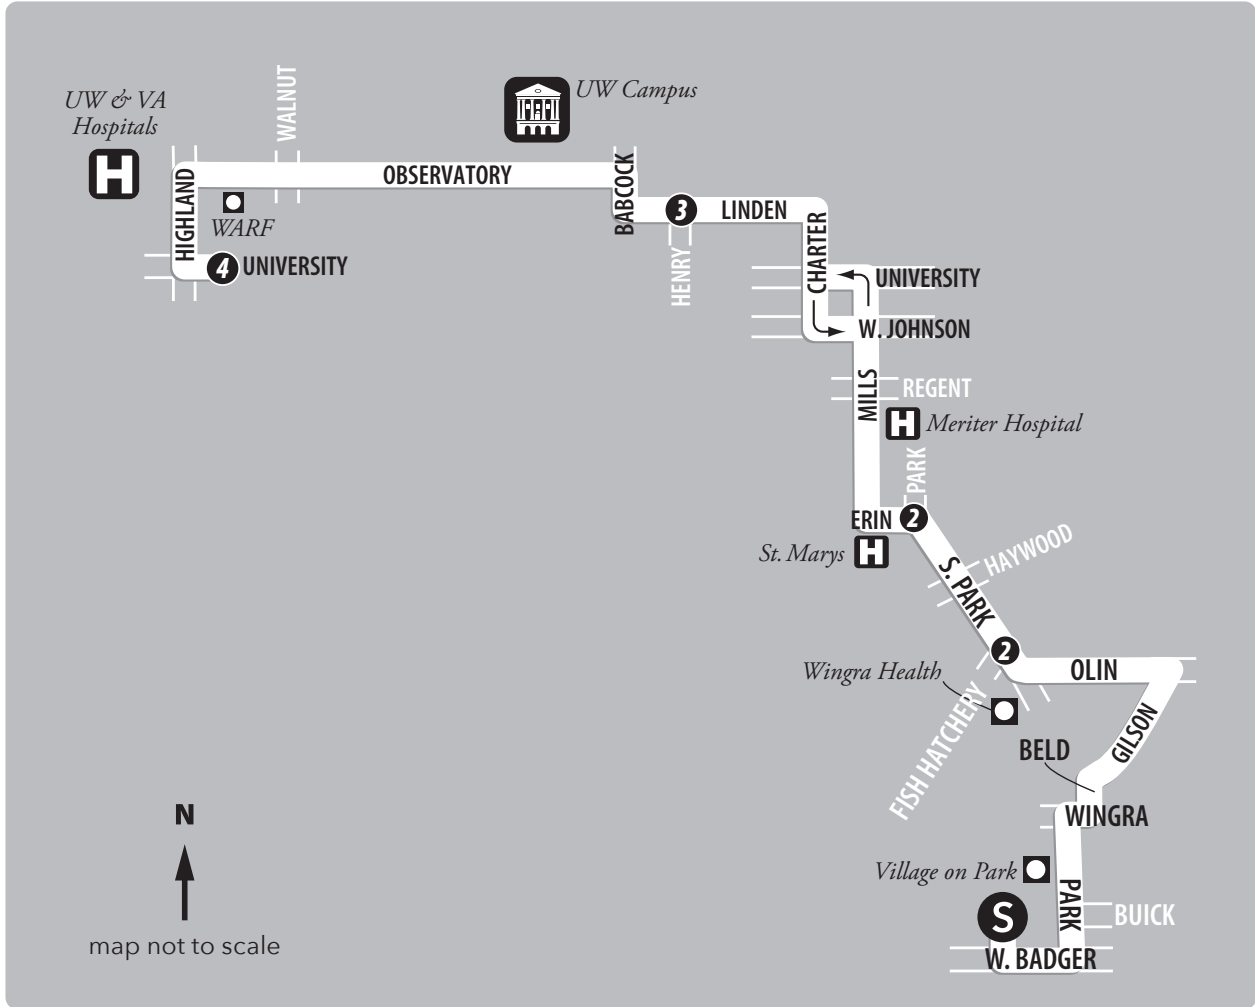 WALNUT
UW Campus
UW & VA
Hospitals
H
OBSERVATORY
BABCOCK
HIGHLAND
WARF
4
UNIVERSITY
3
LINDEN
HENRY
CHARTER
UNIVERSITY
W. JOHNSON
MILLS
REGENT
H
Meriter Hospital
PARK
ERIN
2
St. Marys
H
HAYWOOD
S. PARK
2
OLIN
Wingra Health
FISH HATCHERY
GILSON
BELD
WINGRA
Village on Park
PARK
S
BUICK
W. BADGER
N
map not to scale